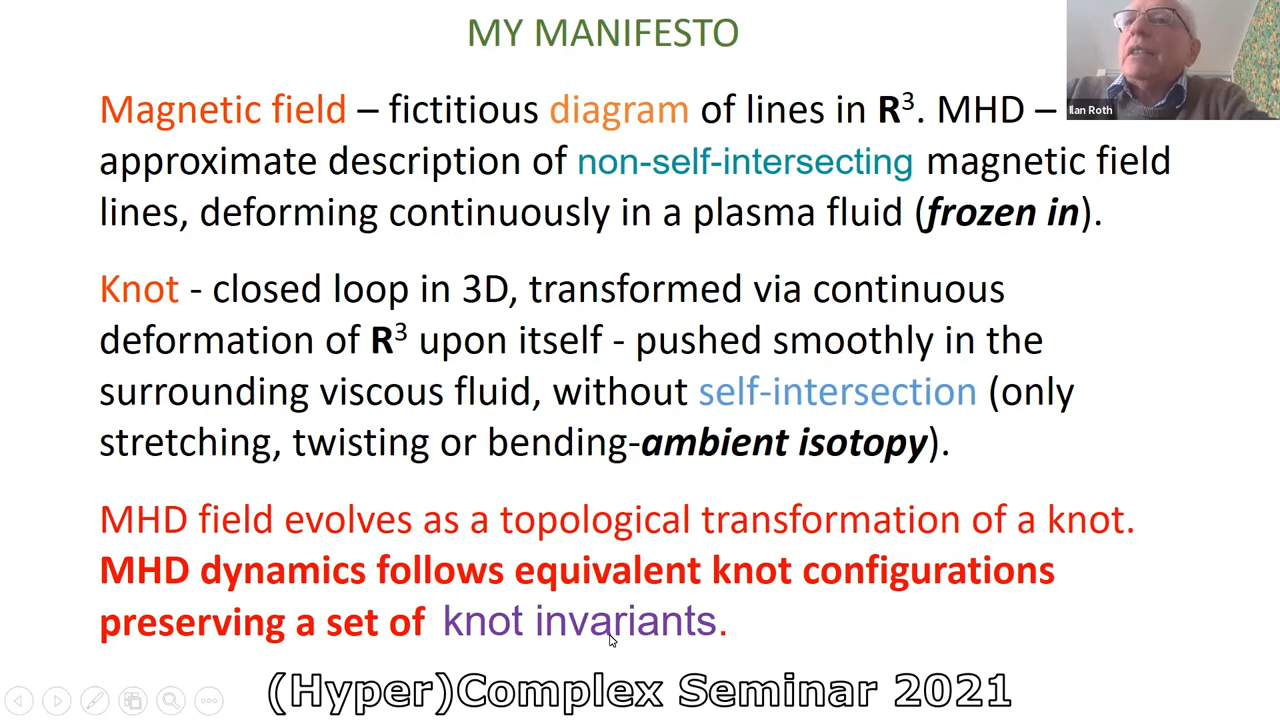 MY MANIFESTO
Ilan Roth
Magnetic field – fictitious diagram of lines in R³. MHD –
approximate description of non-self-intersecting magnetic field
lines, deforming continuously in a plasma fluid (frozen in).
Knot - closed loop in 3D, transformed via continuous
deformation of R³ upon itself - pushed smoothly in the
surrounding viscous fluid, without self-intersection (only
stretching, twisting or bending-ambient isotopy).
MHD field evolves as a topological transformation of a knot.
MHD dynamics follows equivalent knot configurations
preserving a set of knot invariants.
(Hyper)Complex Seminar 2021